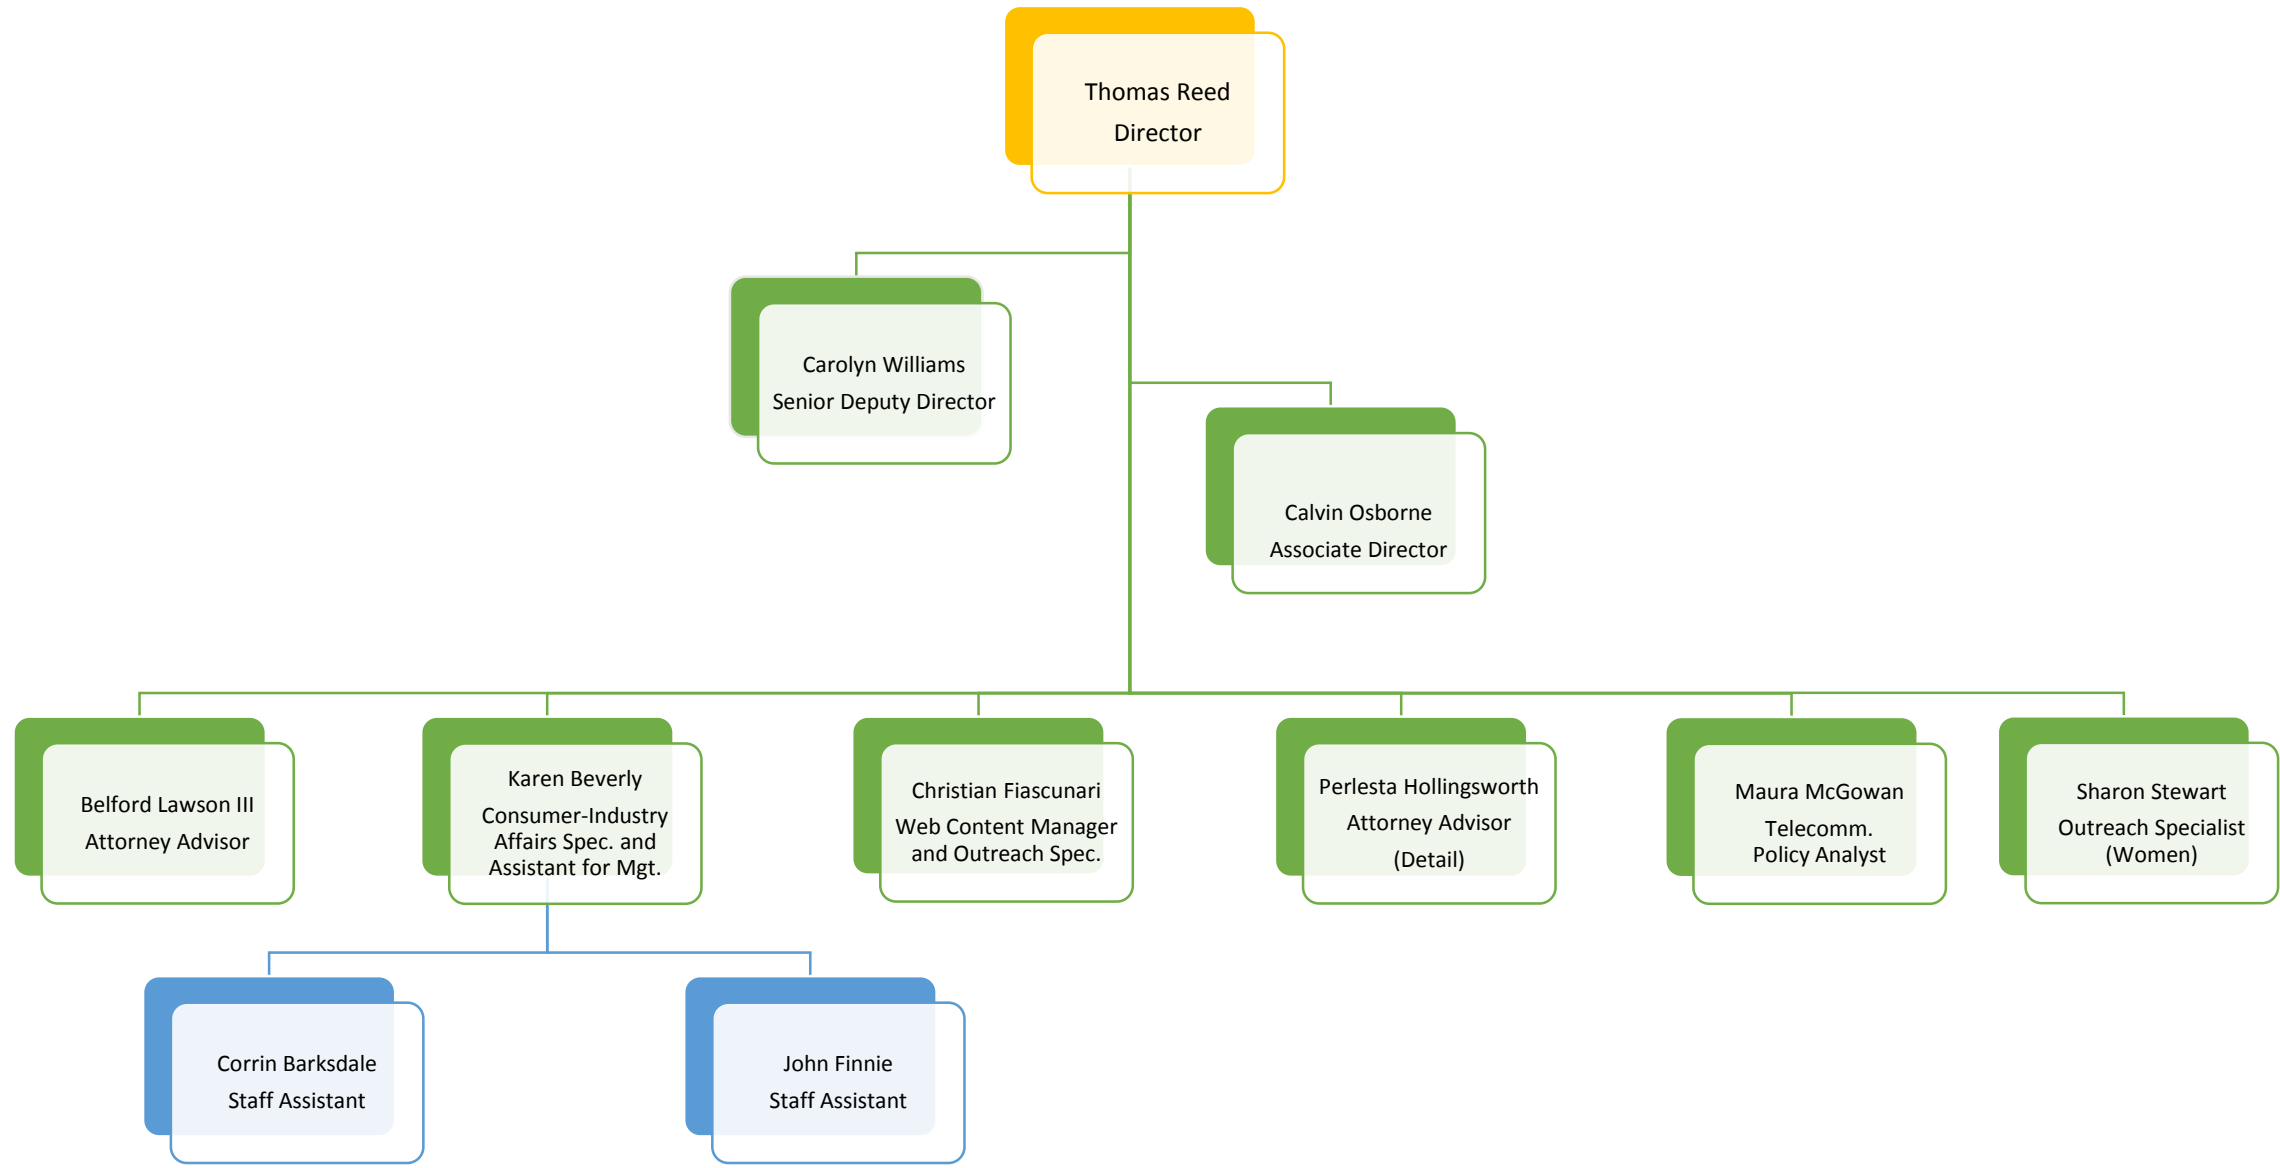 Thomas Reed
Director
Carolyn Williams
Senior Deputy Director
Calvin Osborne
Associate Director
Belford Lawson III
Attorney Advisor
Karen Beverly
Consumer-Industry
Affairs Spec. and
Assistant for Mgt.
Christian Fiascunari
Web Content Manager
and Outreach Spec.
Perlesta Hollingsworth
Attorney Advisor
(Detail)
Maura McGowan
Telecomm.
Policy Analyst
Sharon Stewart
Outreach Specialist
(Women)
Corrin Barksdale
Staff Assistant
John Finnie
Staff Assistant